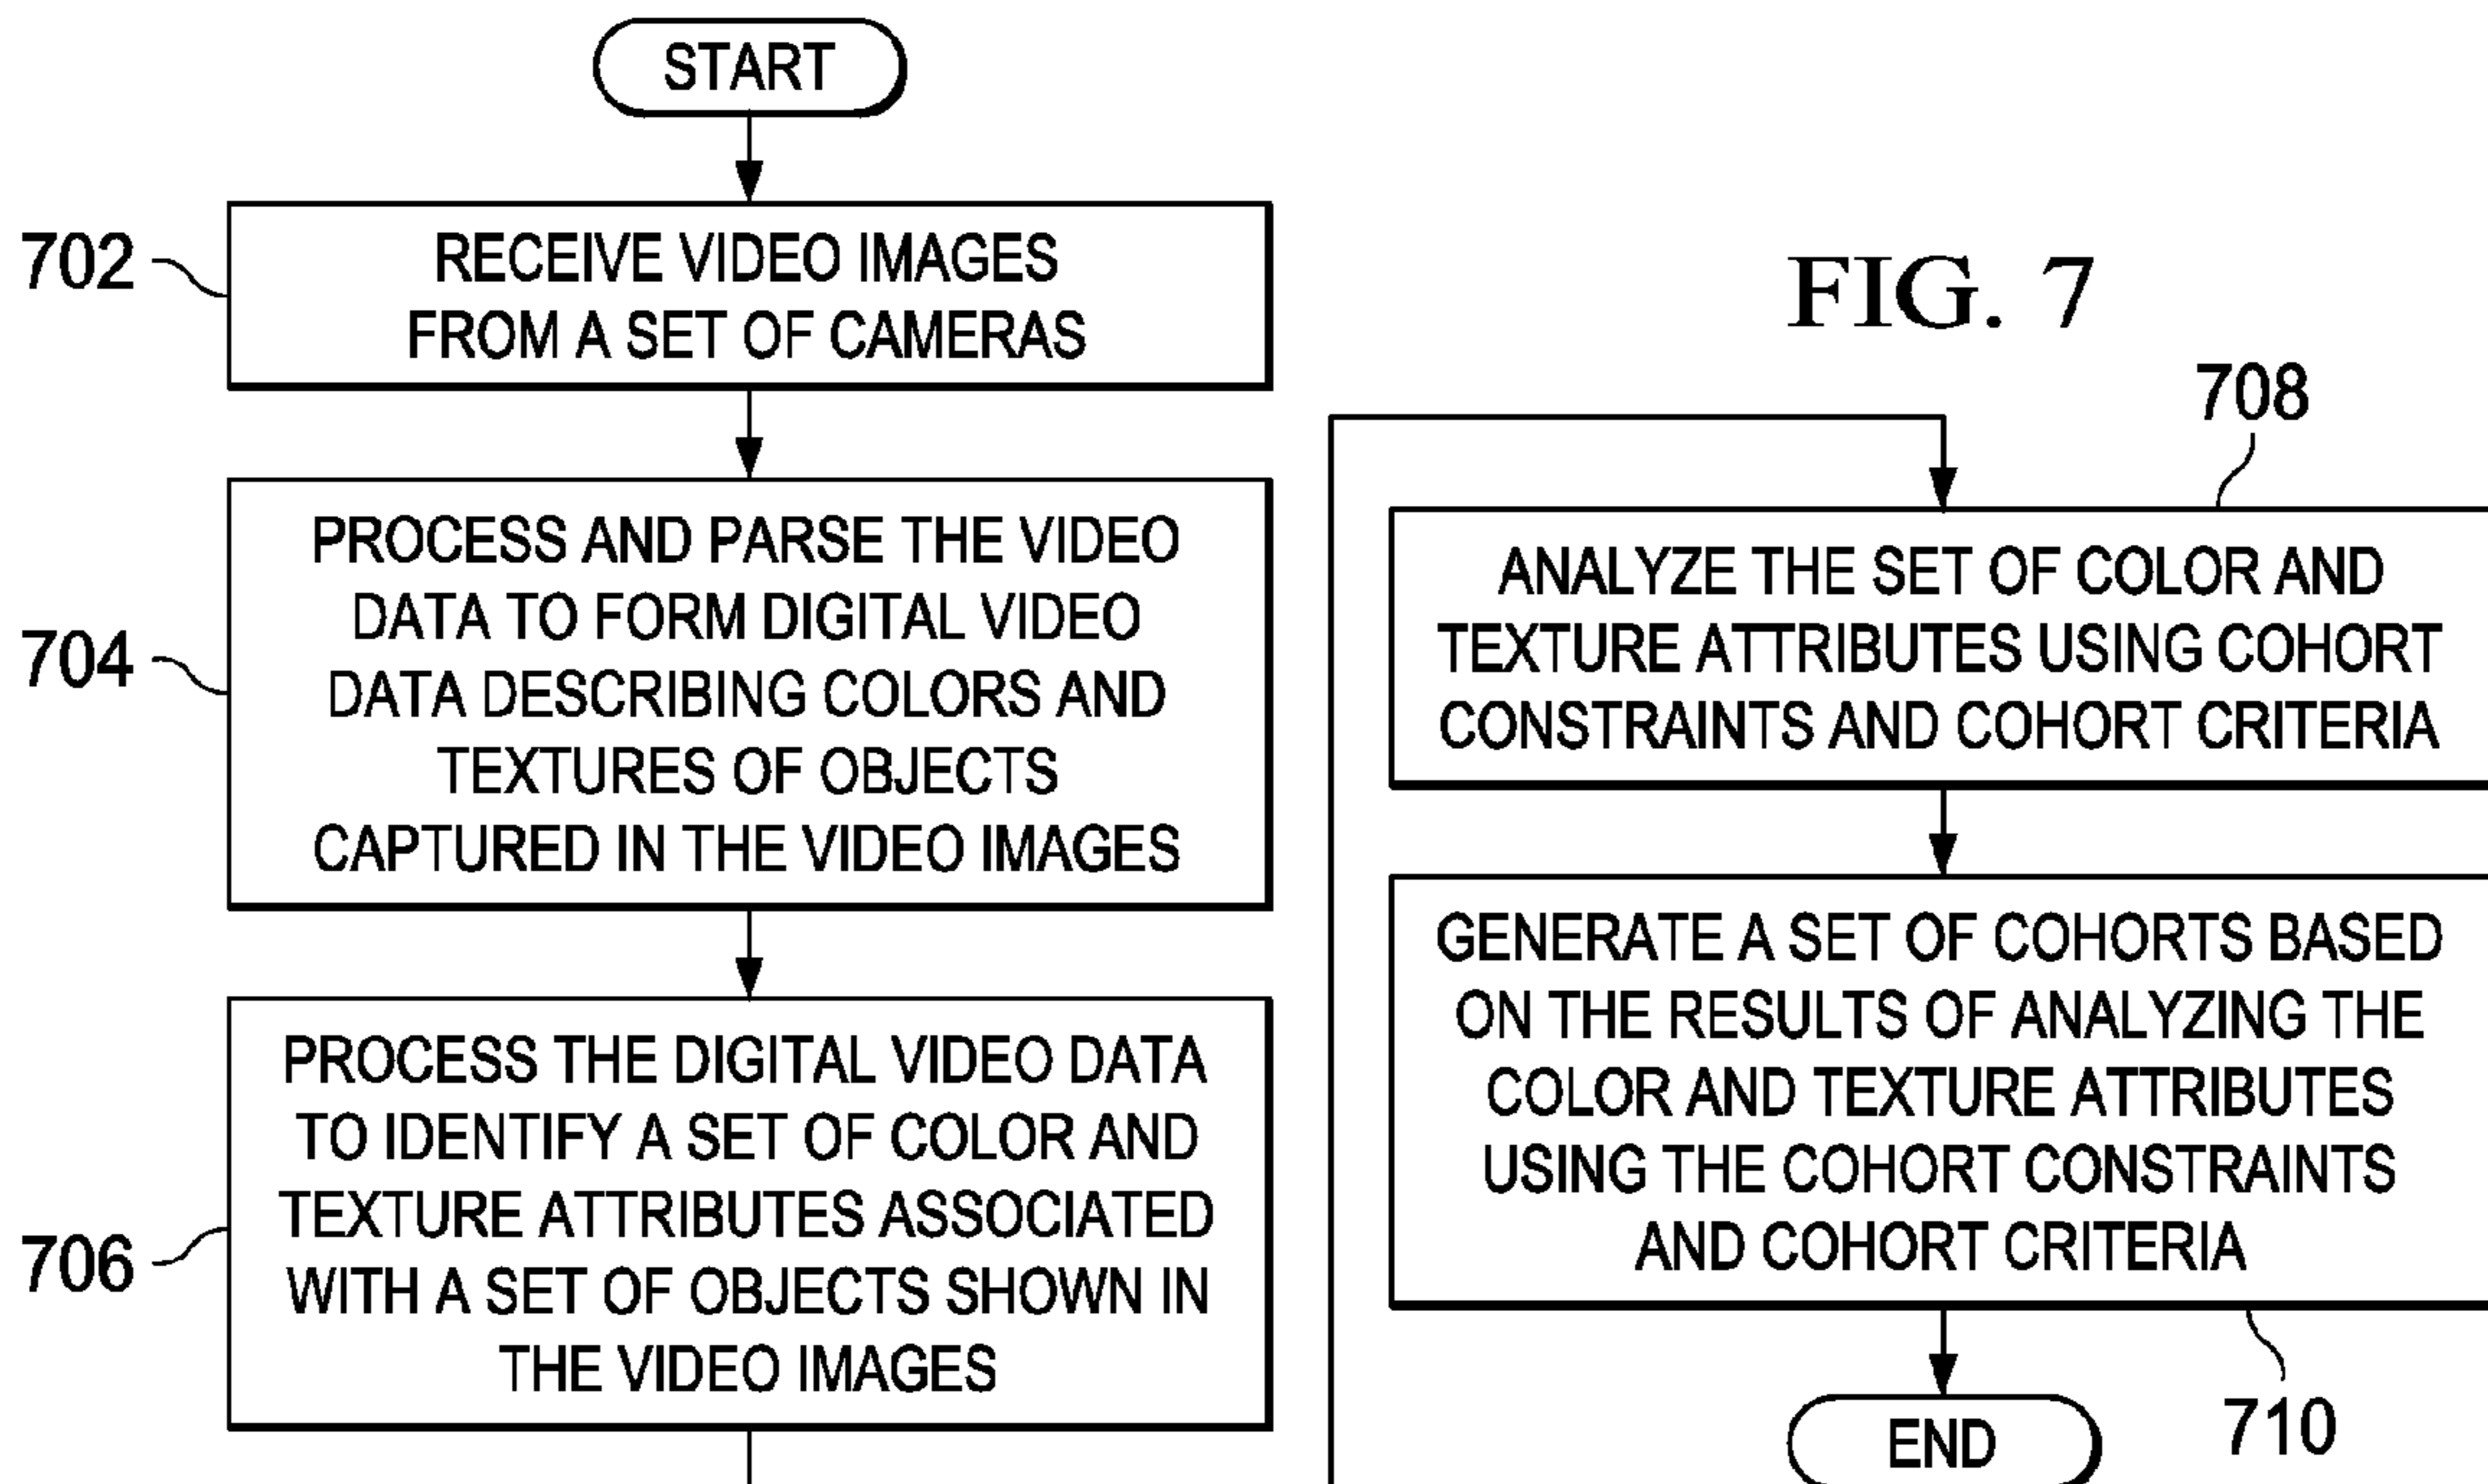 START
702
RECEIVE VIDEO IMAGES
FROM A SET OF CAMERAS
704
PROCESS AND PARSE THE VIDEO
DATA TO FORM DIGITAL VIDEO
DATA DESCRIBING COLORS AND
TEXTURES OF OBJECTS
CAPTURED IN THE VIDEO IMAGES
706
PROCESS THE DIGITAL VIDEO DATA
TO IDENTIFY A SET OF COLOR AND
TEXTURE ATTRIBUTES ASSOCIATED
WITH A SET OF OBJECTS SHOWN IN
THE VIDEO IMAGES
FIG. 7
708
ANALYZE THE SET OF COLOR AND
TEXTURE ATTRIBUTES USING COHORT
CONSTRAINTS AND COHORT CRITERIA
GENERATE A SET OF COHORTS BASED
ON THE RESULTS OF ANALYZING THE
COLOR AND TEXTURE ATTRIBUTES
USING THE COHORT CONSTRAINTS
AND COHORT CRITERIA
710
END